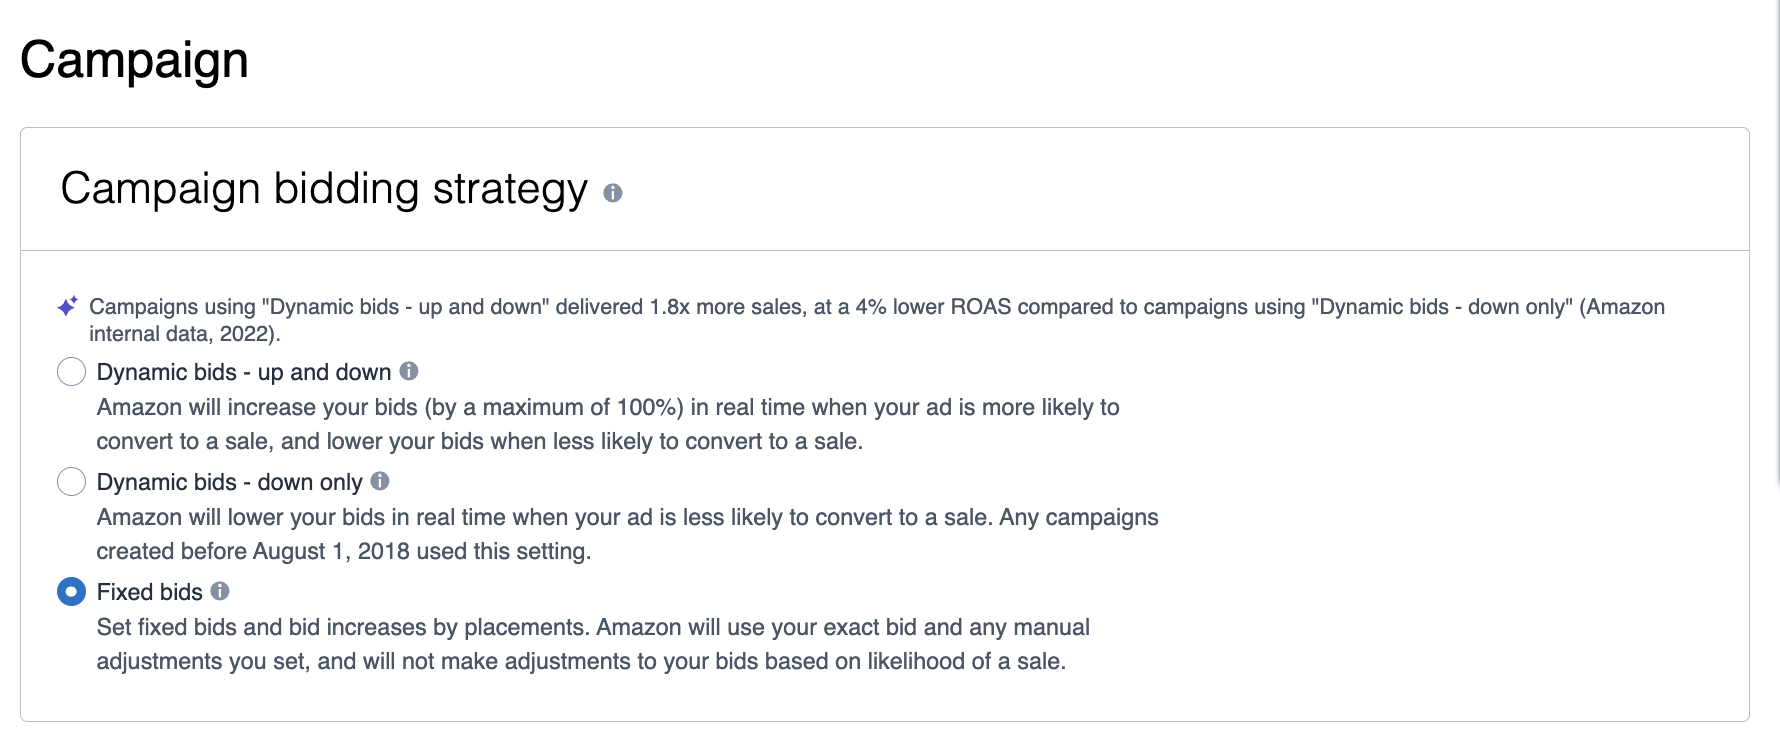 Campaign
Campaign bidding strategy
Campaigns using "Dynamic bids - up and down" delivered 1.8x more sales, at a 4% lower ROAS compared to campaigns using "Dynamic bids - down only" (Amazon
internal data, 2022).
Dynamic bids - up and down
Amazon will increase your bids (by a maximum of 100%) in real time when your ad is more likely to
convert to a sale, and lower your bids when less likely to convert to a sale.
Dynamic bids - down only
Amazon will lower your bids in real time when your ad is less likely to convert to a sale. Any campaigns
created before August 1, 2018 used this setting.
Fixed bids
Set fixed bids and bid increases by placements. Amazon will use your exact bid and any manual
adjustments you set, and will not make adjustments to your bids based on likelihood of a sale.